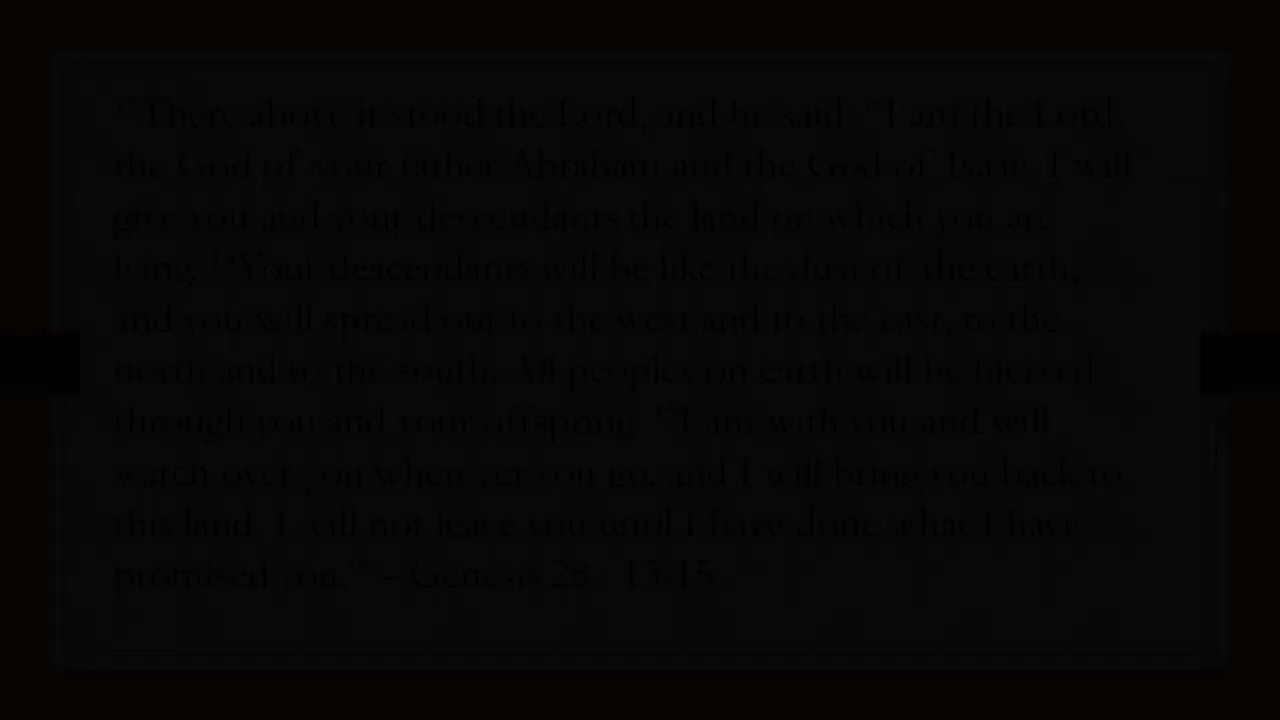 ¹³There above it stood the Lord, and he said: “I am the Lord,
the God of your father Abraham and the God of Isaac. I will
give you and your descendants the land on which you are
lying. ¹⁴Your descendants will be like the dust of the earth,
and you will spread out to the west and to the east, to the
north and to the south. All peoples on earth will be blessed
through you and your offspring. ¹⁵I am with you and will
watch over you wherever you go, and I will bring you back to
this land. I will not leave you until I have done what I have
promised you.” – Genesis 28 : 13-15